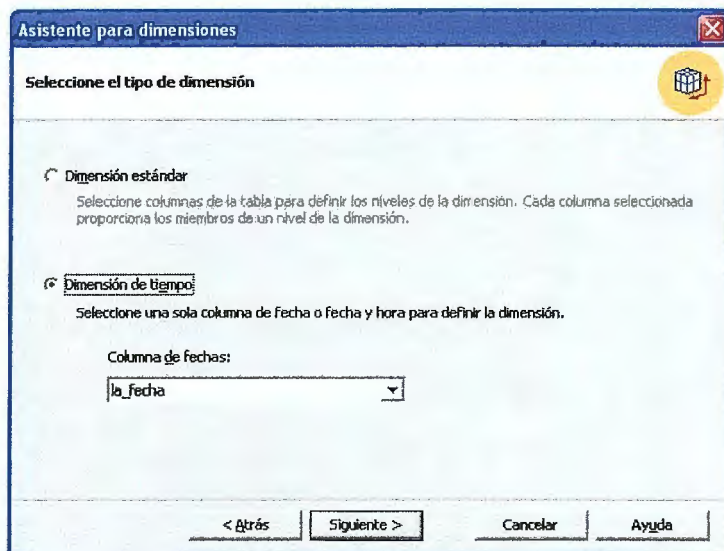 Asistente para dimensiones
Seleccione el tipo de dimensión
Dimensión estándar
Seleccione columnas de la tabla para definir los niveles de la dimensión. Cada columna seleccionada
proporciona los miembros de un nivel de la dimensión.
Dimensión de tiempo
Seleccione una sola columna de fecha o fecha y hora para definir la dimensión.
Columna de fechas:
la_fecha
< Atrás Siguiente > Cancelar Ayuda